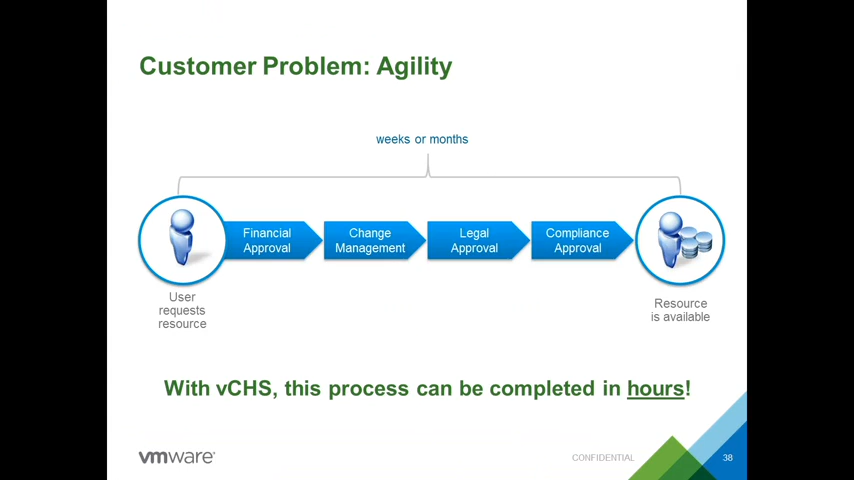 Customer Problem: Agility
weeks or months
Financial
Approval
Change
Management
Legal
Approval
Compliance
Approval
User
requests
resource
Resource
is available
With vCHS, this process can be completed in hours!
vmware
CONFIDENTIAL
38